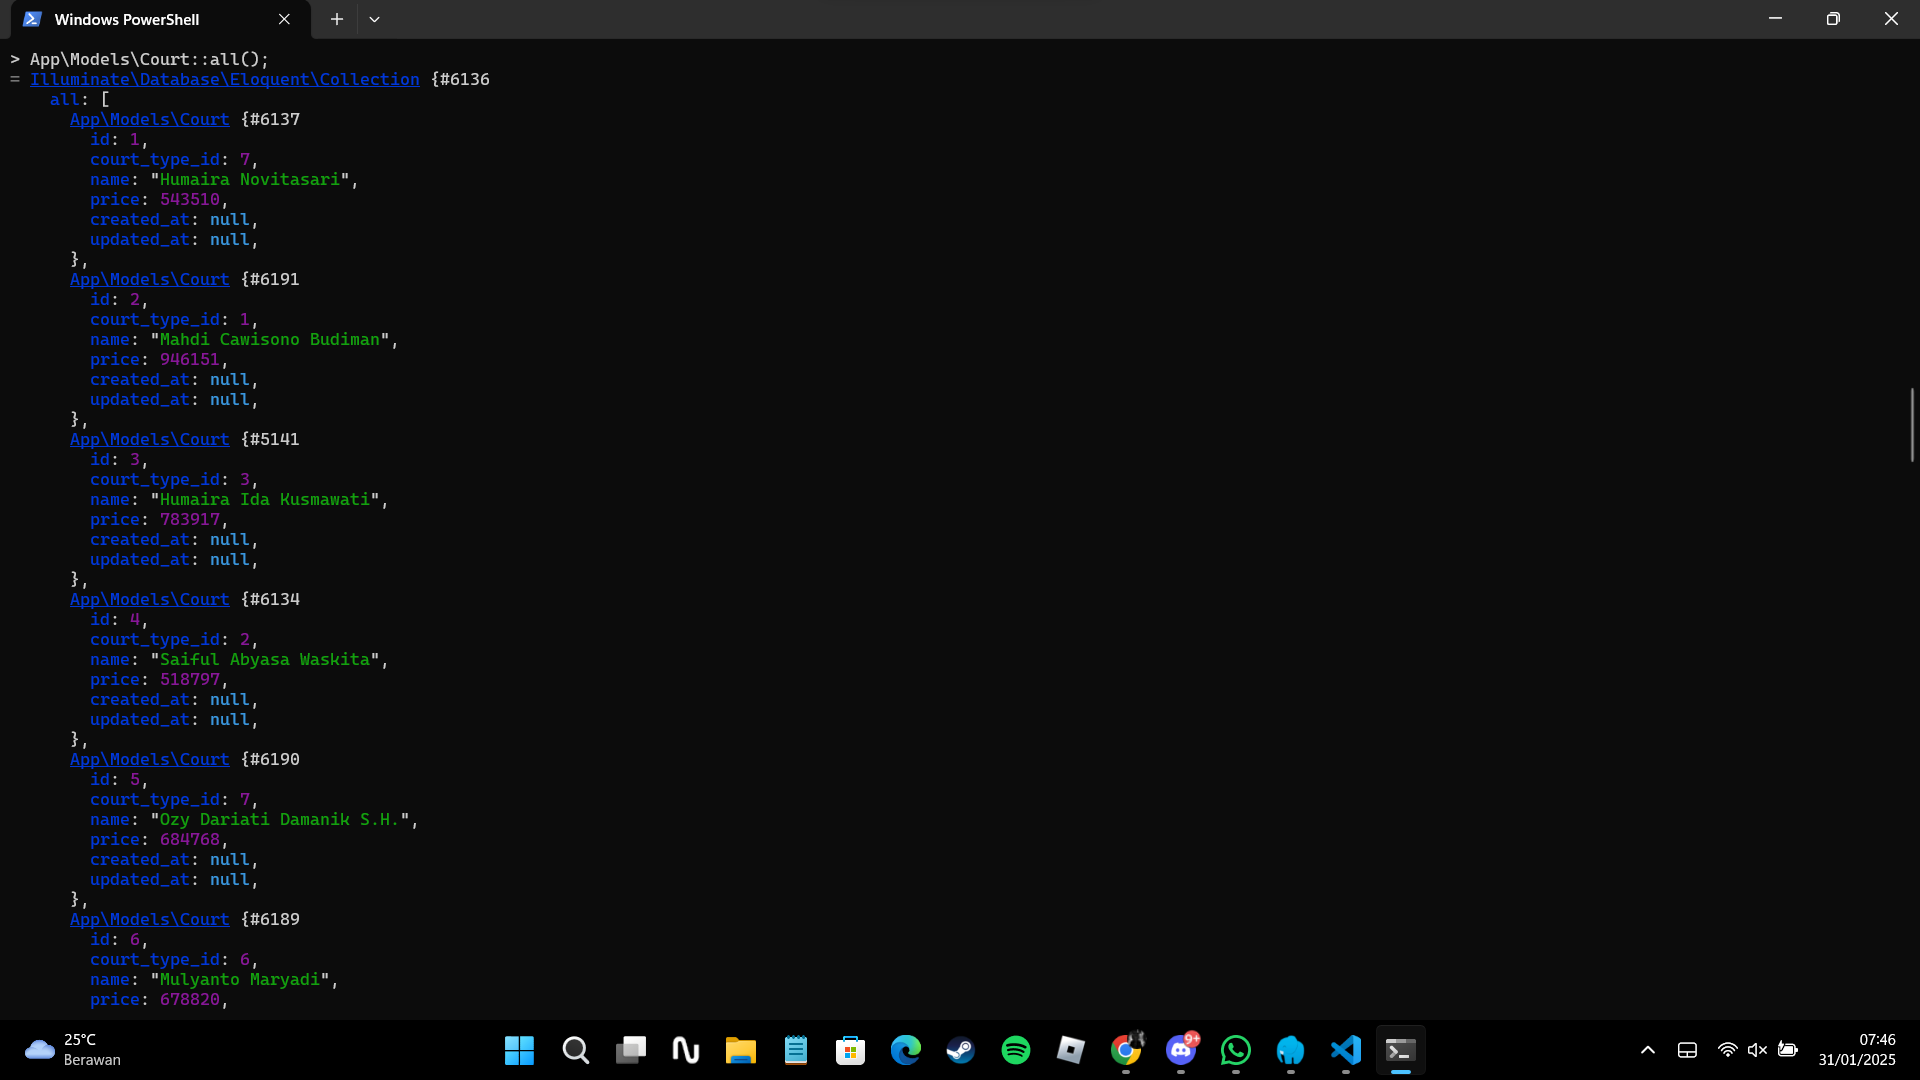 Windows PowerShell
> App\Models\Court::all();
= Illuminate\Database\Eloquent\Collection {#6136
all: [
App\Models\Court {#6137
id: 1,
court_type_id: 7,
name: "Humaira Novitasari",
price: 543510,
created_at: null,
updated_at: null,
},
App\Models\Court {#6191
id: 2,
court_type_id: 1,
name: "Mahdi Cawisono Budiman",
price: 946151,
created_at: null,
updated_at: null,
},
App\Models\Court {#5141
id: 3,
court_type_id: 3,
name: "Humaira Ida Kusmawati",
price: 783917,
created_at: null,
updated_at: null,
},
App\Models\Court {#6134
id: 4,
court_type_id: 2,
name: "Saiful Abyasa Waskita",
price: 518797,
created_at: null,
updated_at: null,
},
App\Models\Court {#6190
id: 5,
court_type_id: 7,
name: "Ozy Dariati Damanik S.H.",
price: 684768,
created_at: null,
updated_at: null,
},
App\Models\Court {#6189
id: 6,
court_type_id: 6,
name: "Mulyanto Maryadi",
price: 678820,
25°C
Berawan
9+
07:46
31/01/2025